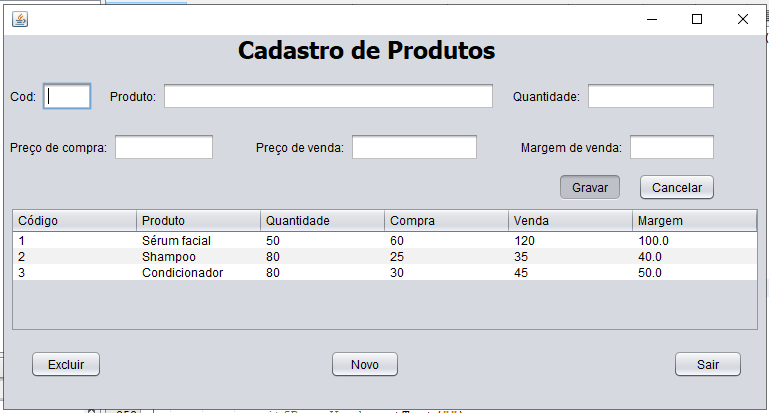 Cadastro de Produtos
Cod: Produto: Quantidade:
Preço de compra: Preço de venda: Margem de venda:
Gravar Cancelar
Código Produto Quantidade Compra Venda Margem
1 Sérum facial 50 60 120 100.0
2 Shampoo 80 25 35 40.0
3 Condicionador 80 30 45 50.0
Excluir Novo Sair